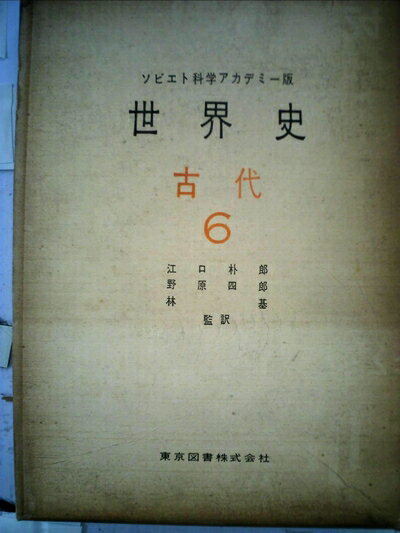 ソビエト科学アカデミー版
世界史
古代
6
江口朴郎
野原四郎
林基
監訳
東京図書株式会社